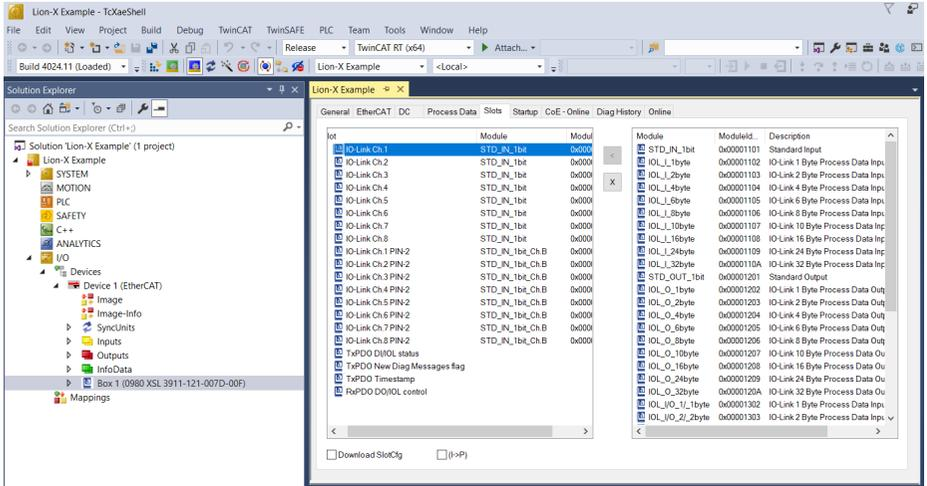 Lion-X Example - TcXaeShell
File Edit View Project Build Debug TwinCAT TwinSAFE PLC Team Tools Window Help
Release TwinCAT RT (x64) Attach...
Build 4024.11 (Loaded) Lion-X Example <Local>
Solution Explorer
Search Solution Explorer (Ctrl+;)
Solution 'Lion-X Example' (1 project)
Lion-X Example
SYSTEM
MOTION
PLC
SAFETY
C++
ANALYTICS
I/O
Devices
Device 1 (EtherCAT)
Image
Image-Info
SyncUnits
Inputs
Outputs
InfoData
Box 1 (0980 XSL 3911-121-007D-00F)
Mappings
Lion-X Example
General EtherCAT DC Process Data Slots Startup CoE - Online Diag History Online
lot Module Modul
IO-Link Ch.1 STD_IN_1bit 0x000
IO-Link Ch.2 STD_IN_1bit 0x000
IO-Link Ch.3 STD_IN_1bit 0x000
IO-Link Ch.4 STD_IN_1bit 0x000
IO-Link Ch.5 STD_IN_1bit 0x000
IO-Link Ch.6 STD_IN_1bit 0x000
IO-Link Ch.7 STD_IN_1bit 0x000
IO-Link Ch.8 STD_IN_1bit 0x000
IO-Link Ch.1 PIN-2 STD_IN_1bit_Ch.B 0x000
IO-Link Ch.2 PIN-2 STD_IN_1bit_Ch.B 0x000
IO-Link Ch.3 PIN-2 STD_IN_1bit_Ch.B 0x000
IO-Link Ch.4 PIN-2 STD_IN_1bit_Ch.B 0x000
IO-Link Ch.5 PIN-2 STD_IN_1bit_Ch.B 0x000
IO-Link Ch.6 PIN-2 STD_IN_1bit_Ch.B 0x000
IO-Link Ch.7 PIN-2 STD_IN_1bit_Ch.B 0x000
IO-Link Ch.8 PIN-2 STD_IN_1bit_Ch.B 0x000
TxPDO DI/IOL status
TxPDO New Diag Messages flag
TxPDO Timestamp
RxPDO DO/IOL control
<
X
Module ModuleId... Description
STD_IN_1bit 0x00001101 Standard Input
IOL_I_1byte 0x00001102 IO-Link 1 Byte Process Data Inpu
IOL_I_2byte 0x00001103 IO-Link 2 Byte Process Data Inpu
IOL_I_4byte 0x00001104 IO-Link 4 Byte Process Data Inpu
IOL_I_6byte 0x00001105 IO-Link 6 Byte Process Data Inpu
IOL_I_8byte 0x00001106 IO-Link 8 Byte Process Data Inpu
IOL_I_10byte 0x00001107 IO-Link 10 Byte Process Data Inp
IOL_I_16byte 0x00001108 IO-Link 16 Byte Process Data Inp
IOL_I_24byte 0x00001109 IO-Link 24 Byte Process Data Inp
IOL_I_32byte 0x0000110A IO-Link 32 Byte Process Data Inp
STD_OUT_1bit 0x00001201 Standard Output
IOL_O_1byte 0x00001202 IO-Link 1 Byte Process Data Outp
IOL_O_2byte 0x00001203 IO-Link 2 Byte Process Data Outp
IOL_O_4byte 0x00001204 IO-Link 4 Byte Process Data Outp
IOL_O_6byte 0x00001205 IO-Link 6 Byte Process Data Outp
IOL_O_8byte 0x00001206 IO-Link 8 Byte Process Data Outp
IOL_O_10byte 0x00001207 IO-Link 10 Byte Process Data Ou
IOL_O_16byte 0x00001208 IO-Link 16 Byte Process Data Ou
IOL_O_24byte 0x00001209 IO-Link 24 Byte Process Data Ou
IOL_O_32byte 0x0000120A IO-Link 32 Byte Process Data Ou
IOL_I/O_1/_1byte 0x00001302 IO-Link 1 Byte Process Data Inpu
IOL_I/O_2/_2byte 0x00001303 IO-Link 2 Byte Process Data Inpu
Download SlotCfg (I->P)